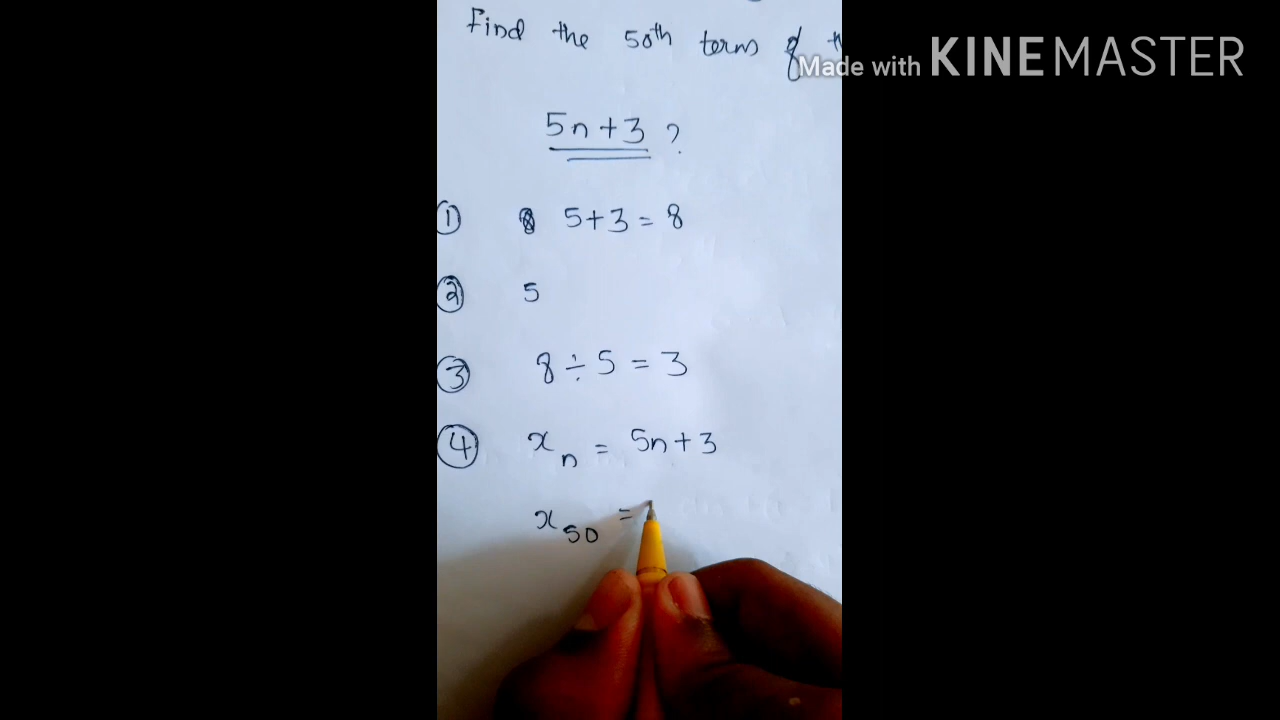 Find the 50th term of
Made with KINEMASTER
5n+3 ?
① 5+3=8
② 5
③ 8÷5=3
④ xₙ = 5n+3
x₅₀ =